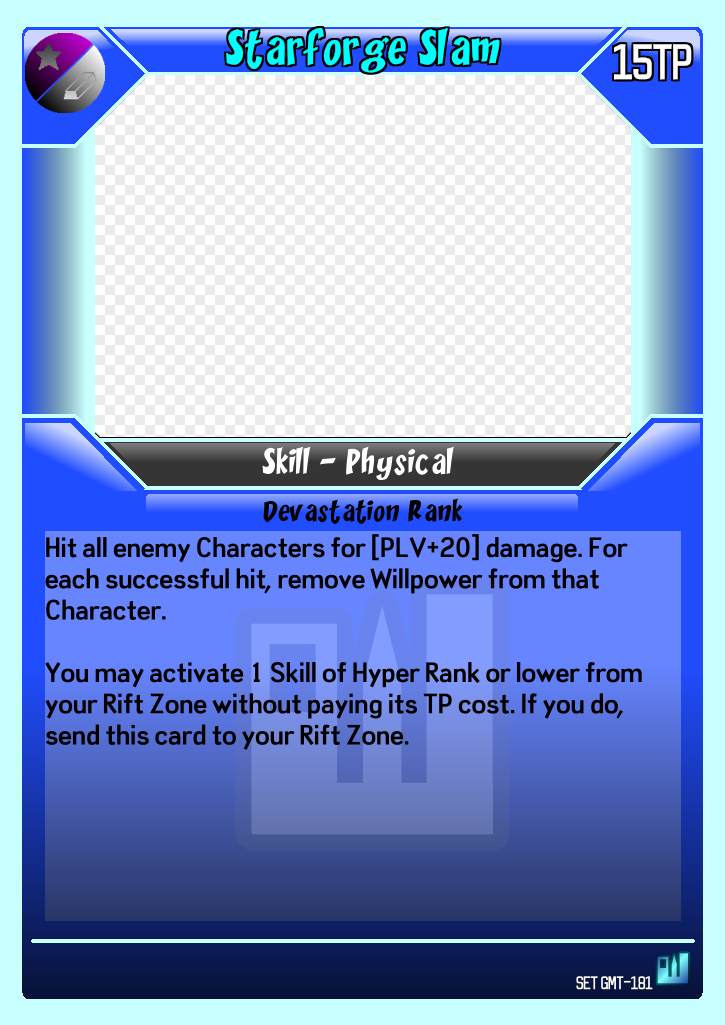 Starforge Slam
15TP
Skill - Physical
Devastation Rank
Hit all enemy Characters for [PLV+20] damage. For
each successful hit, remove Willpower from that
Character.
You may activate 1 Skill of Hyper Rank or lower from
your Rift Zone without paying its TP cost. If you do,
send this card to your Rift Zone.
SET GMT-181